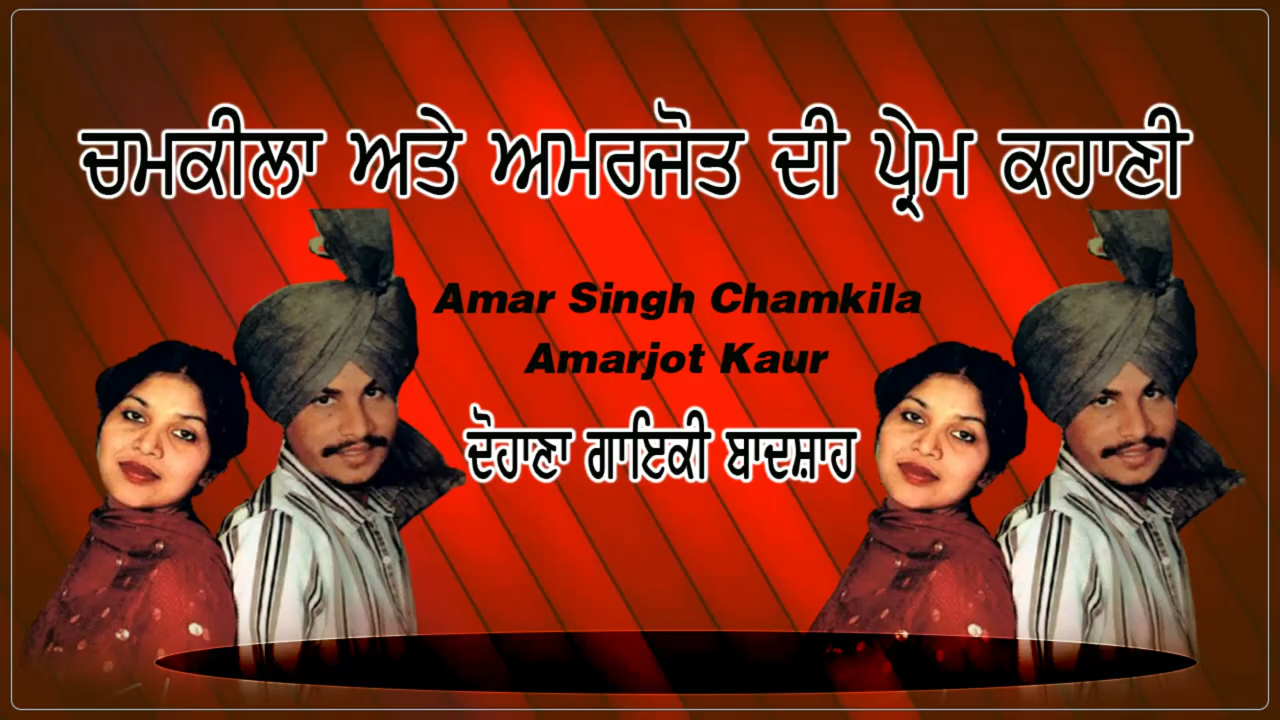 ਚਮਕੀਲਾ ਅਤੇ ਅਮਰਜੋਤ ਦੀ ਪ੍ਰੇਮ ਕਹਾਣੀ
Amar Singh Chamkila
Amarjot Kaur
ਦੋਹਾਣਾ ਗਾਇਕੀ ਬਾਦਸ਼ਾਹ